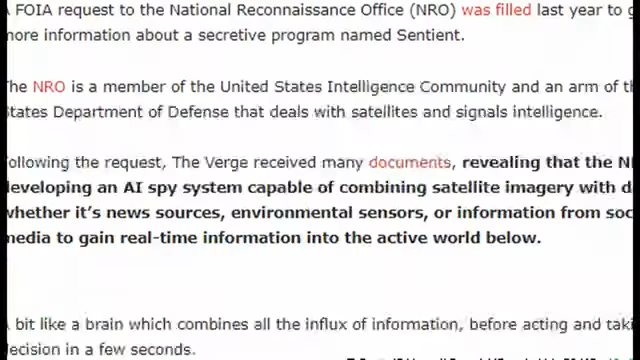 A FOIA request to the National Reconnaissance Office (NRO) was filled last year to
more information about a secretive program named Sentient.
The NRO is a member of the United States Intelligence Community and an arm of
States Department of Defense that deals with satellites and signals intelligence.
Following the request, The Verge received many documents, revealing that the
developing an AI spy system capable of combining satellite imagery with
whether it's news sources, environmental sensors, or information from
media to gain real-time information into the active world below.
A bit like a brain which combines all the influx of information, before acting and
decision in a few seconds.